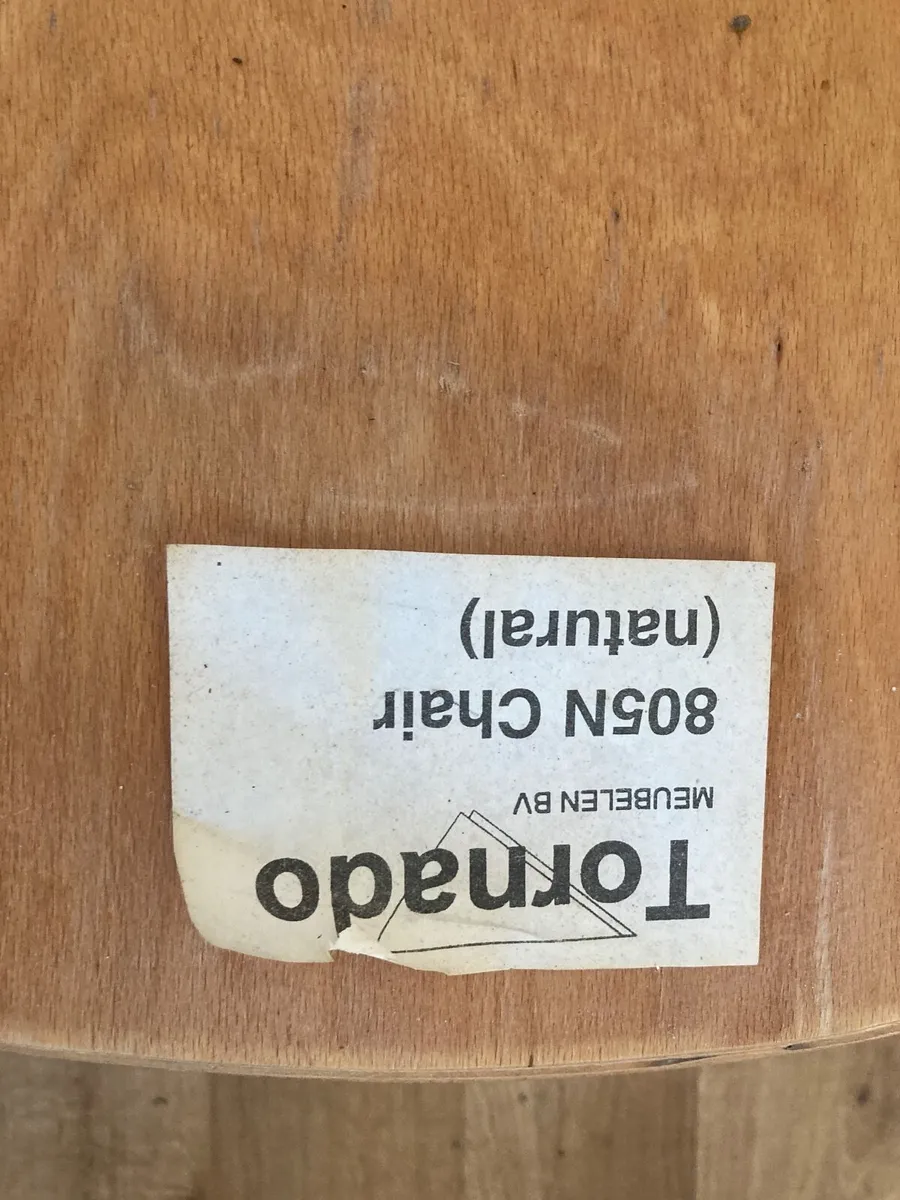 Tornado
MEUBELEN BV
805N Chair
(natural)